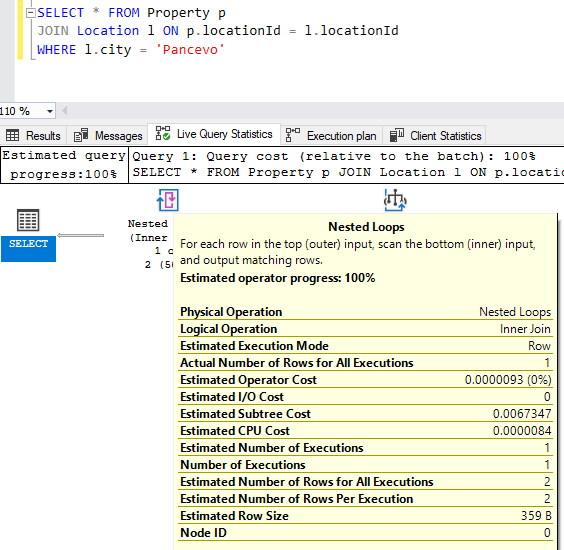 SELECT * FROM Property p
JOIN Location l ON p.locationId = l.locationId
WHERE l.city = 'Pancevo'
110 %
Results Messages Live Query Statistics Execution plan Client Statistics
Estimated query progress:100%
Query 1: Query cost (relative to the batch): 100%
SELECT * FROM Property p JOIN Location l ON p.locatio
SELECT
Nested
(Inner
1
2 (50
Nested Loops
For each row in the top (outer) input, scan the bottom (inner) input,
and output matching rows.
Estimated operator progress: 100%
Physical Operation Nested Loops
Logical Operation Inner Join
Estimated Execution Mode Row
Actual Number of Rows for All Executions 1
Estimated Operator Cost 0.0000093 (0%)
Estimated I/O Cost 0
Estimated Subtree Cost 0.0067347
Estimated CPU Cost 0.0000084
Estimated Number of Executions 1
Number of Executions 1
Estimated Number of Rows for All Executions 2
Estimated Number of Rows Per Execution 2
Estimated Row Size 359 B
Node ID 0